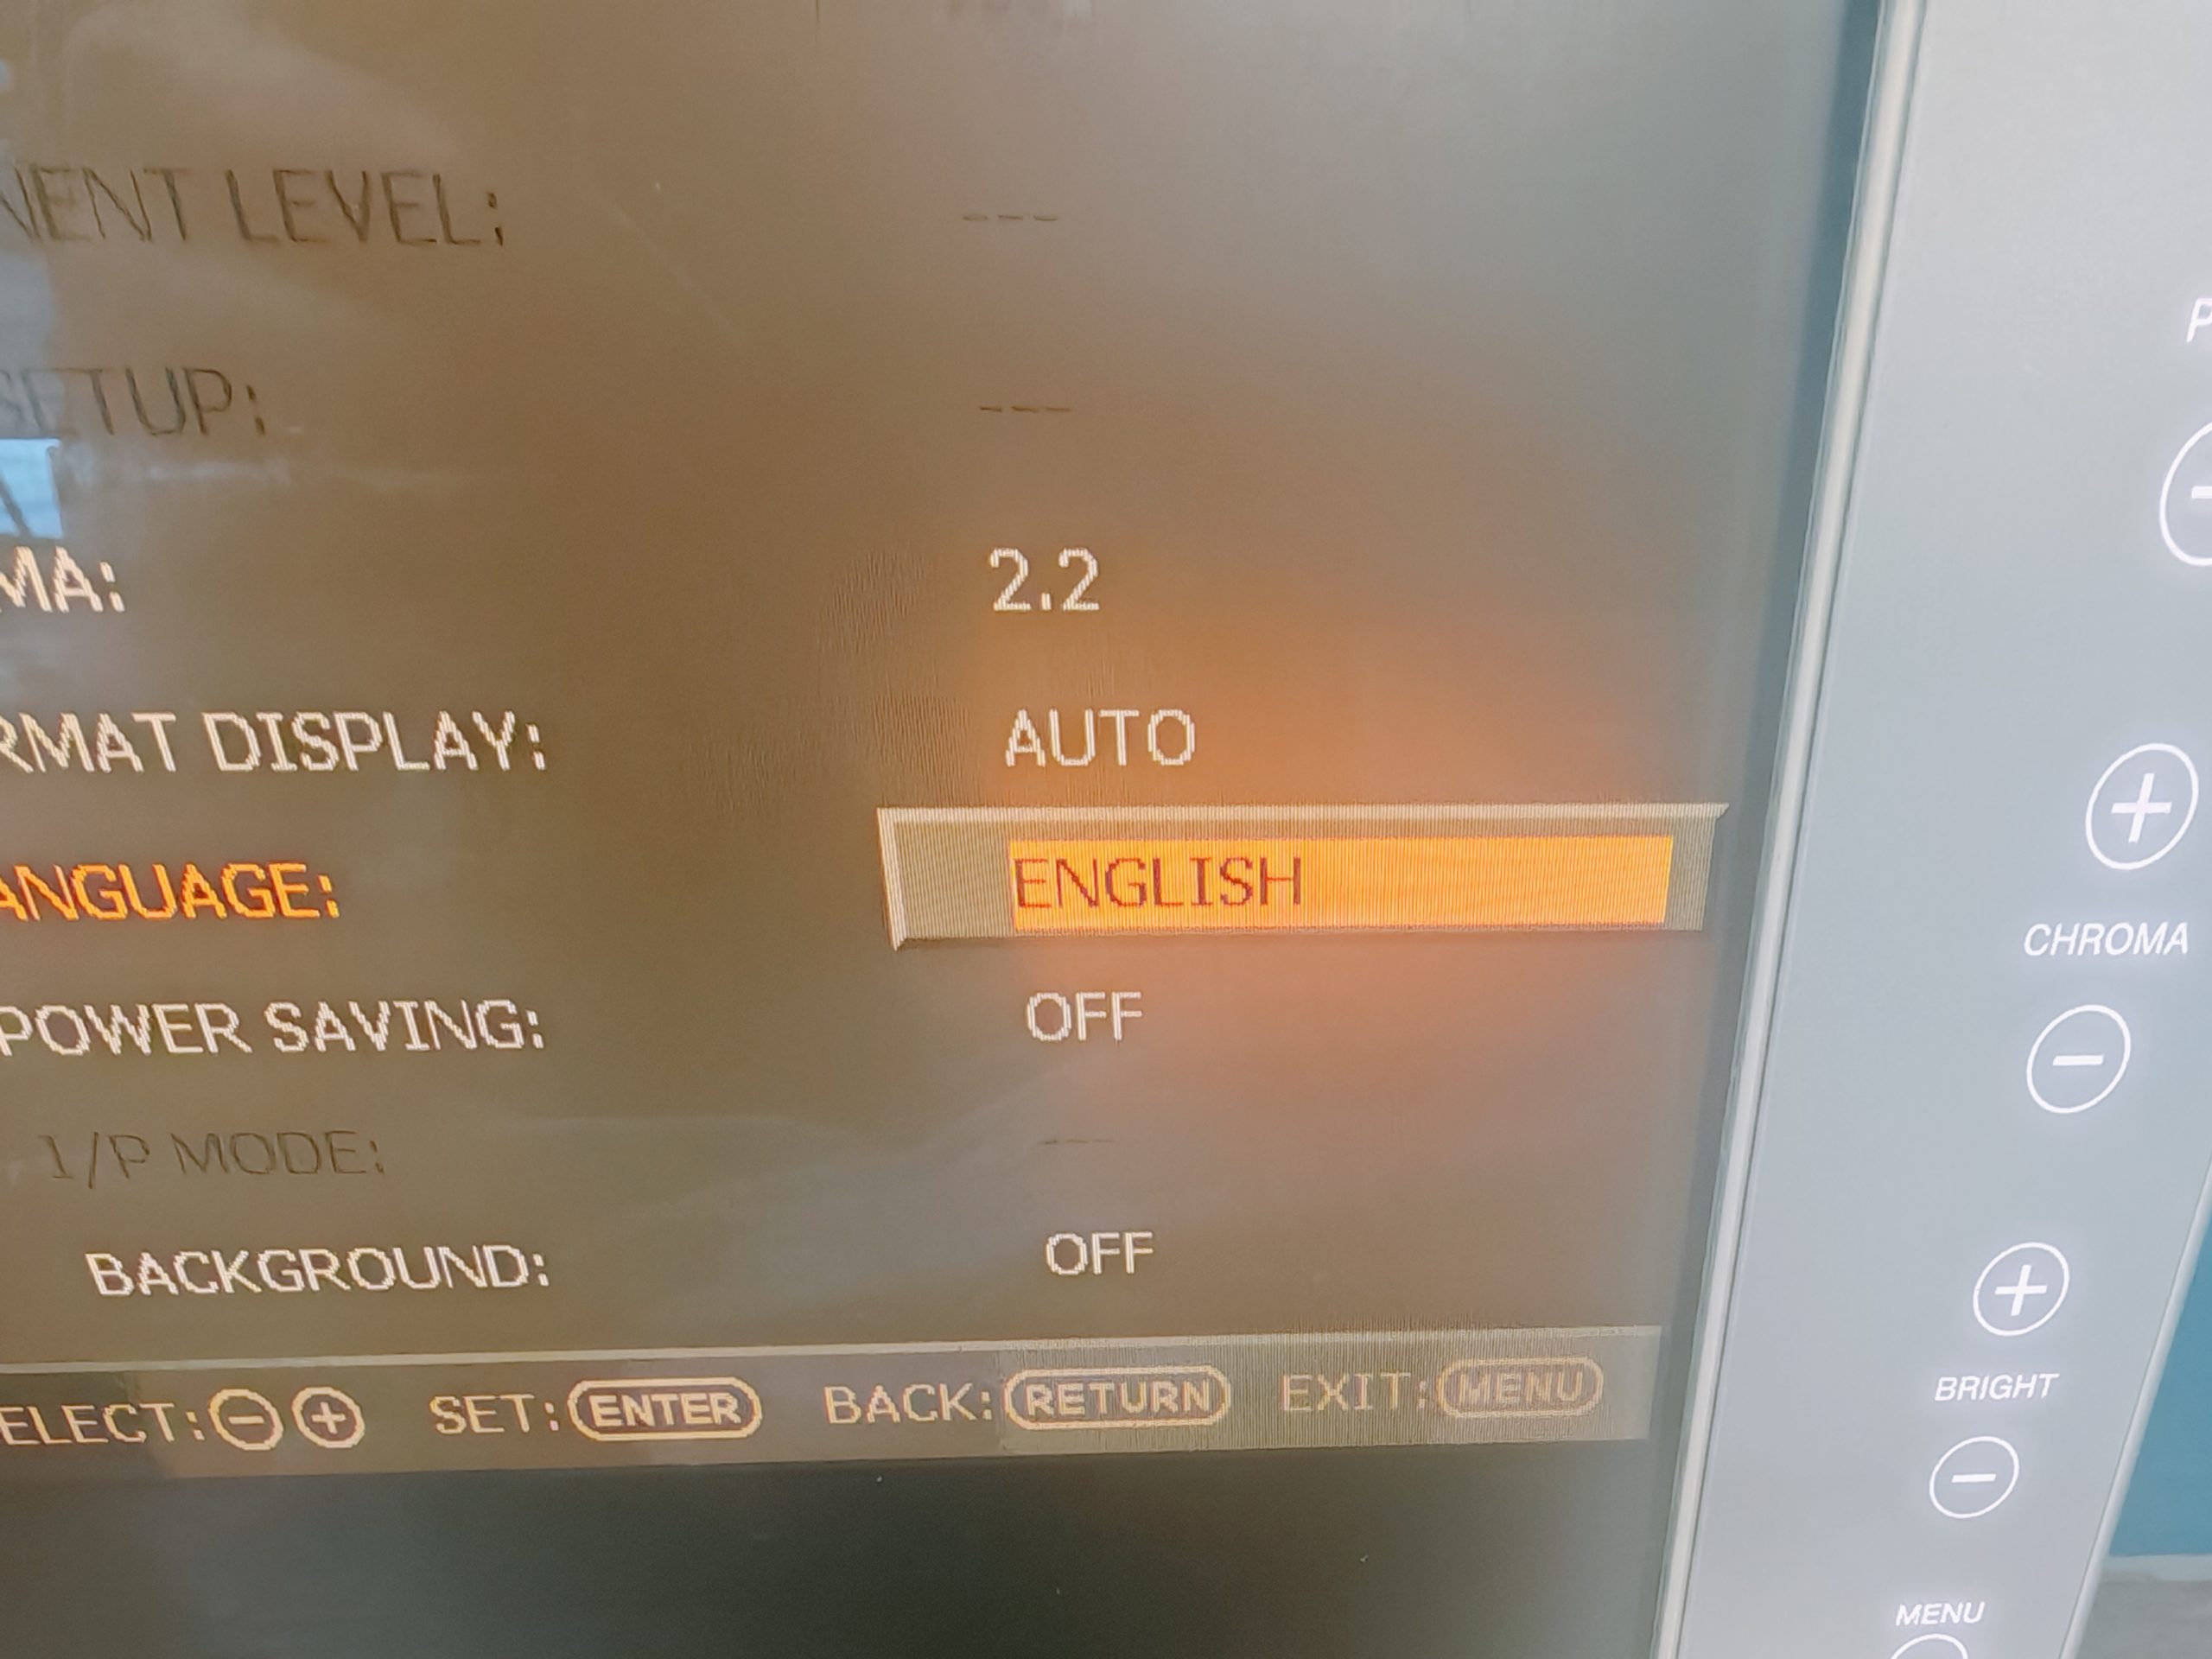 NENT LEVEL: ---
SETUP: ---
MA: 2.2
RMAT DISPLAY: AUTO
ANGUAGE: ENGLISH
POWER SAVING: OFF
I/P MODE: ---
BACKGROUND: OFF
ELECT:⊖⊕ SET:ENTER BACK:RETURN EXIT:MENU
P
+
CHROMA
−
+
BRIGHT
−
MENU